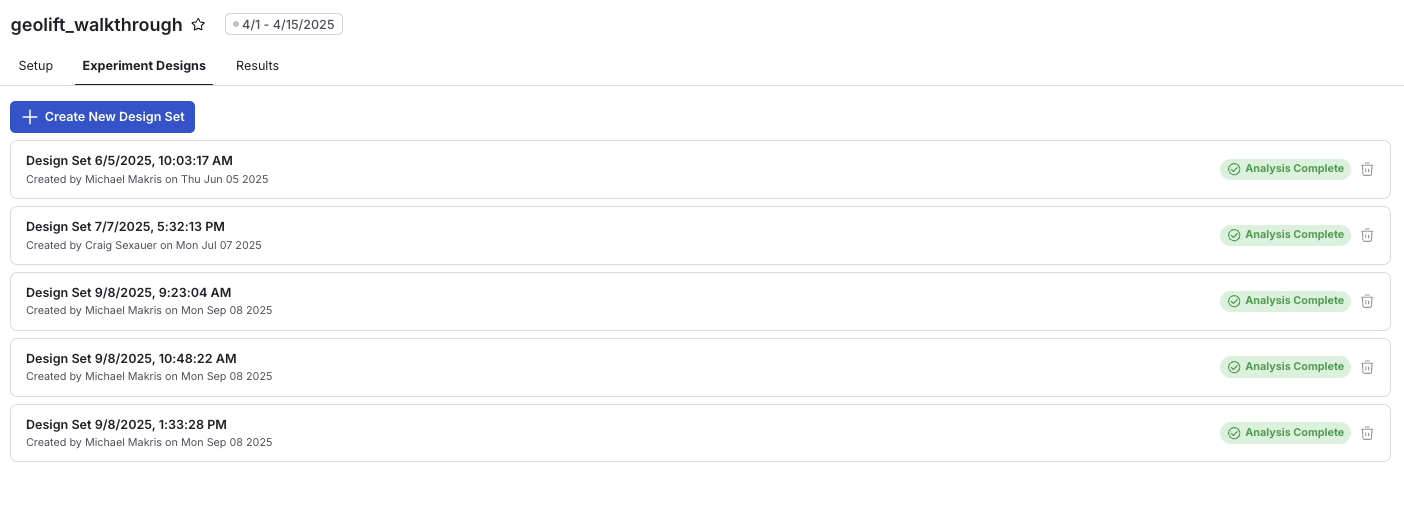 geolift_walkthrough
4/1 - 4/15/2025
Setup
Experiment Designs
Results
Create New Design Set
Design Set 6/5/2025, 10:03:17 AM
Created by Michael Makris on Thu Jun 05 2025
Analysis Complete
Design Set 7/7/2025, 5:32:13 PM
Created by Craig Sexauer on Mon Jul 07 2025
Analysis Complete
Design Set 9/8/2025, 9:23:04 AM
Created by Michael Makris on Mon Sep 08 2025
Analysis Complete
Design Set 9/8/2025, 10:48:22 AM
Created by Michael Makris on Mon Sep 08 2025
Analysis Complete
Design Set 9/8/2025, 1:33:28 PM
Created by Michael Makris on Mon Sep 08 2025
Analysis Complete